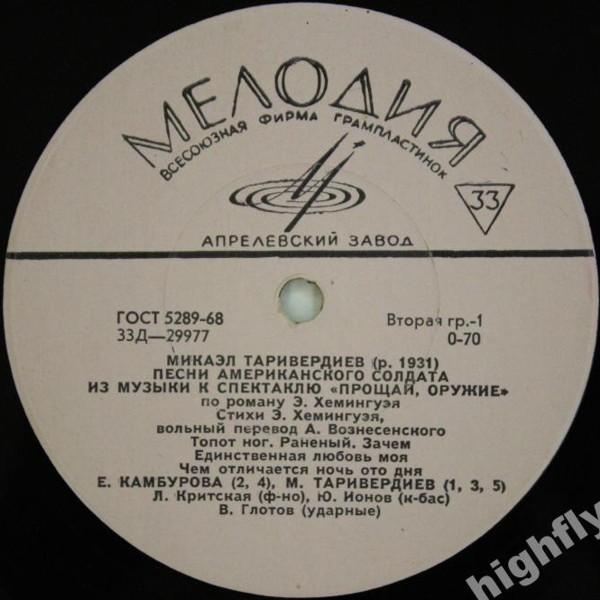 МЕЛОДИЯ
ВСЕСОЮЗНАЯ ФИРМА ГРАМПЛАСТИНОК
33
АПРЕЛЕВСКИЙ ЗАВОД
ГОСТ 5289-68 Вторая гр.-1
33Д—29977 0-70
МИКАЭЛ ТАРИВЕРДИЕВ (р. 1931)
ПЕСНИ АМЕРИКАНСКОГО СОЛДАТА
ИЗ МУЗЫКИ К СПЕКТАКЛЮ «ПРОЩАЙ, ОРУЖИЕ»
по роману Э. Хемингуэя
Стихи Э. Хемингуэя,
вольный перевод А. Вознесенского
Топот ног. Раненый. Зачем
Единственная любовь моя
Чем отличается ночь ото дня
Е. КАМБУРОВА (2, 4), М. ТАРИВЕРДИЕВ (1, 3, 5)
Л. Критская (ф-но), Ю. Ионов (к-бас)
В. Глотов (ударные)
highfly